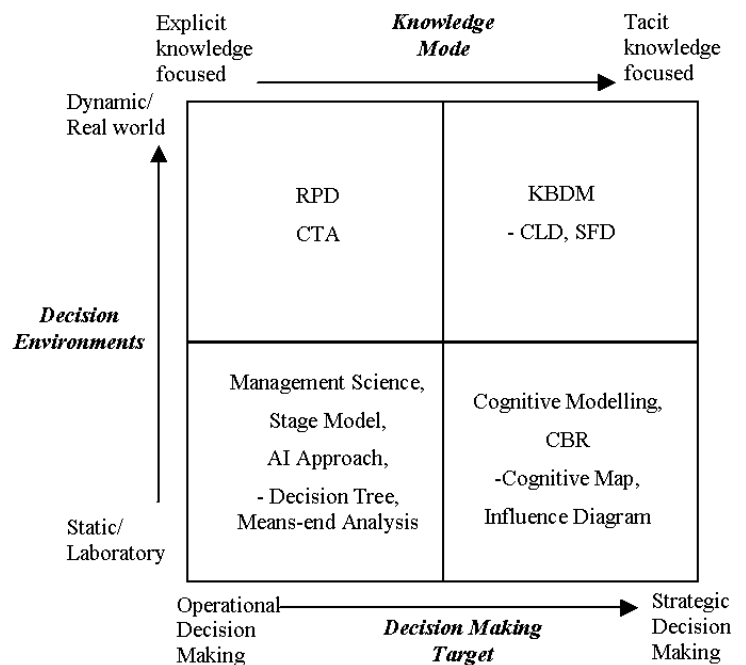 Explicit
knowledge
focused
Knowledge
Mode
Tacit
knowledge
focused
Dynamic/
Real world
RPD
CTA
KBDM
- CLD, SFD
Decision
Environments
Management Science,
Stage Model,
AI Approach,
- Decision Tree,
Means-end Analysis
Cognitive Modelling,
CBR
-Cognitive Map,
Influence Diagram
Static/
Laboratory
Operational
Decision
Making
Decision Making
Target
Strategic
Decision
Making